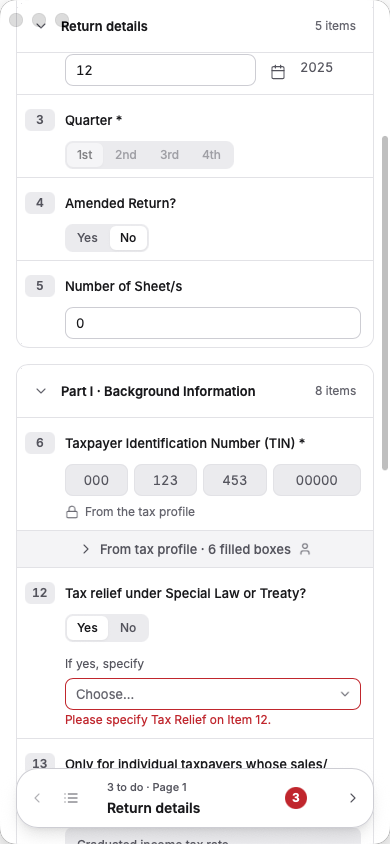 Return details
5 items
12
2025
3
Quarter *
1st 2nd 3rd 4th
4
Amended Return?
Yes No
5
Number of Sheet/s
0
Part I · Background Information
8 items
6
Taxpayer Identification Number (TIN) *
000 123 453 00000
From the tax profile
From tax profile · 6 filled boxes
12
Tax relief under Special Law or Treaty?
Yes No
If yes, specify
Choose...
Please specify Tax Relief on Item 12.
13
Only for individual taxpayers whose sales/
3 to do · Page 1
Return details
3
Graduated income tax rate